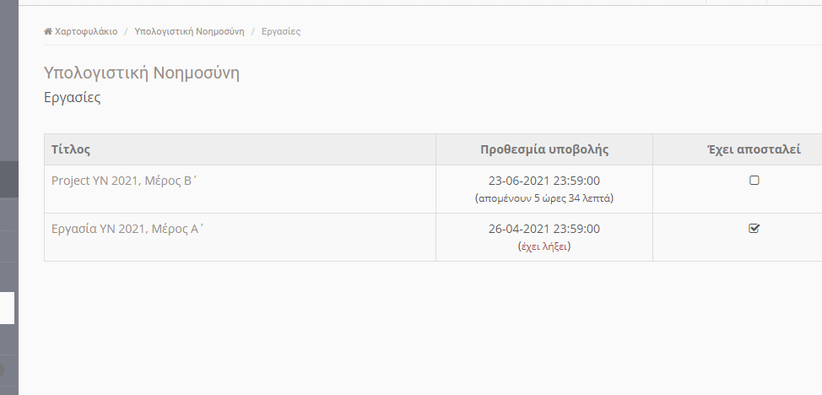 Χαρτοφυλάκιο / Υπολογιστική Νοημοσύνη / Εργασίες
Υπολογιστική Νοημοσύνη
Εργασίες
Τίτλος Προθεσμία υποβολής Έχει αποσταλεί
Project ΥΝ 2021, Μέρος Β΄ 23-06-2021 23:59:00
(απομένουν 5 ώρες 34 λεπτά)
Εργασία ΥΝ 2021, Μέρος Α΄ 26-04-2021 23:59:00
(έχει λήξει)